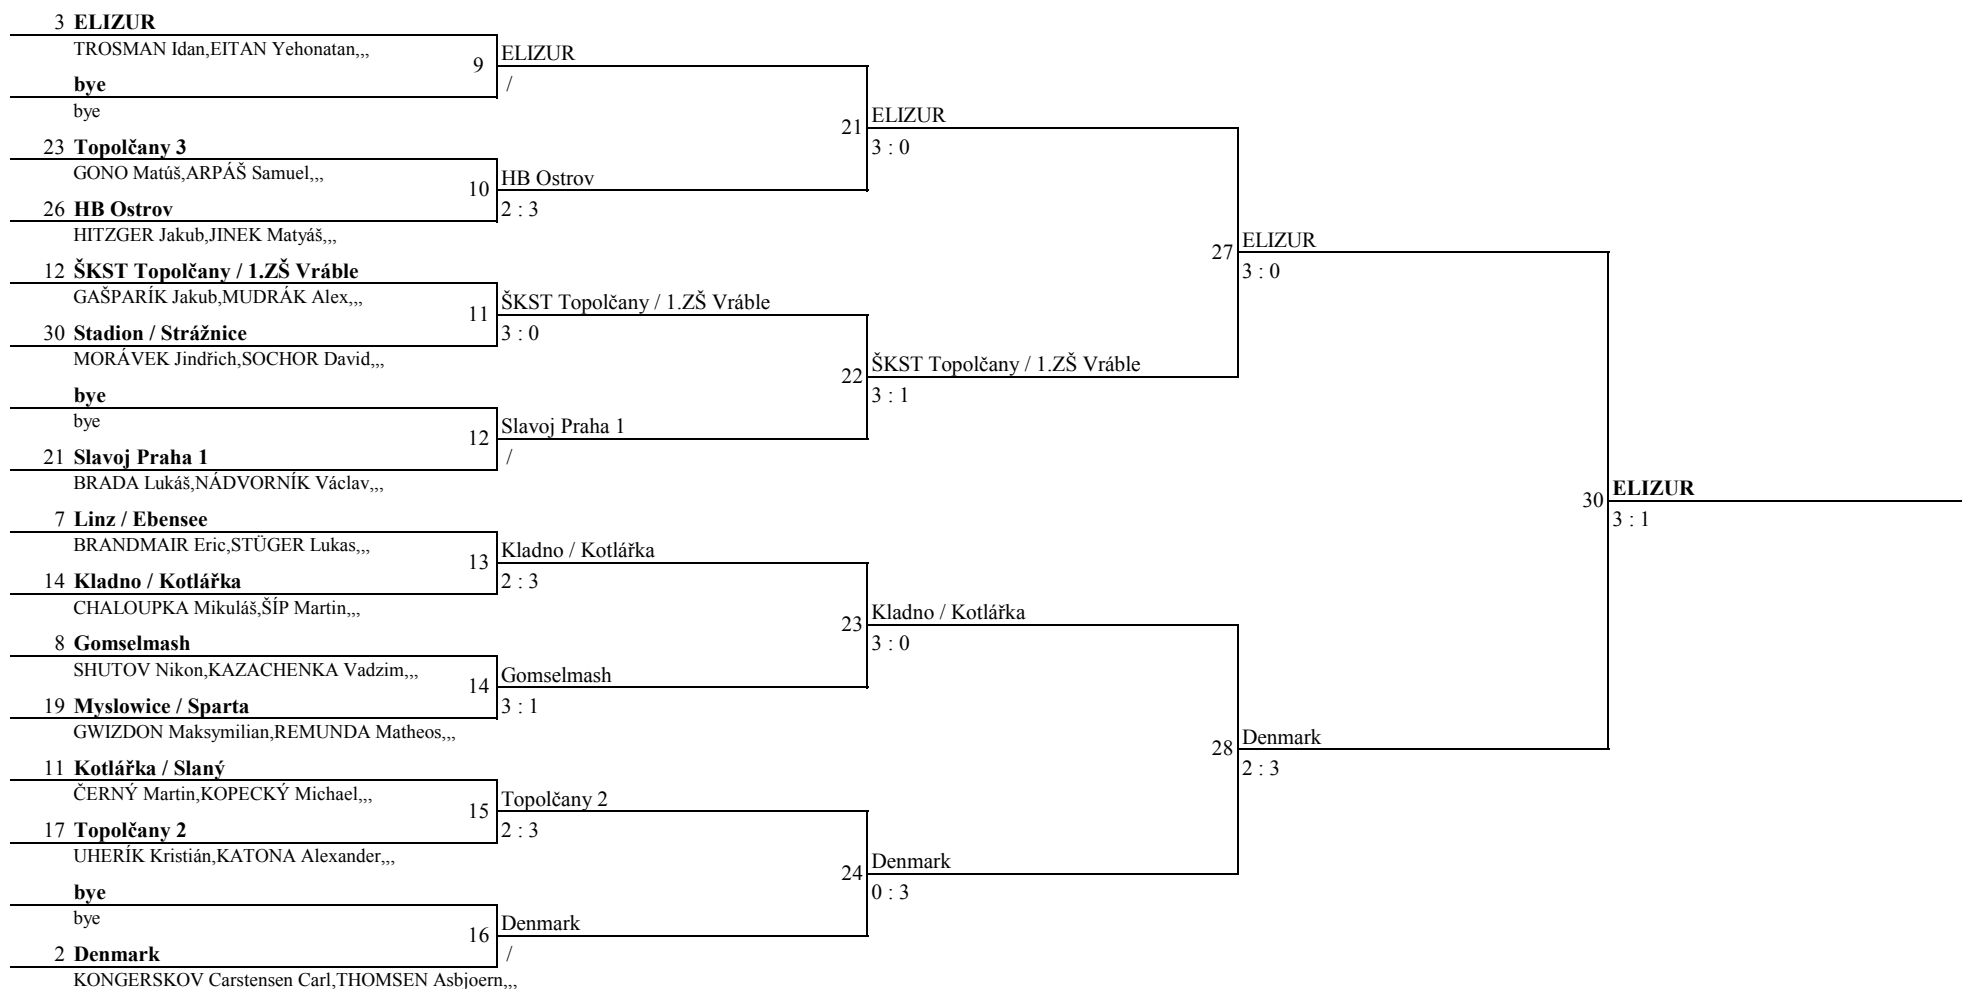 3 ELIZUR
TROSMAN Idan,EITAN Yehonatan,,,
bye
bye
9 ELIZUR
/
23 Topolčany 3
GONO Matúš,ARPÁŠ Samuel,,,
26 HB Ostrov
HITZGER Jakub,JINEK Matyáš,,,
10 HB Ostrov
2 : 3
21 ELIZUR
3 : 0
12 ŠKST Topolčany / 1.ZŠ Vráble
GAŠPARÍK Jakub,MUDRÁK Alex,,,
30 Stadion / Strážnice
MORÁVEK Jindřich,SOCHOR David,,,
11 ŠKST Topolčany / 1.ZŠ Vráble
3 : 0
bye
bye
21 Slavoj Praha 1
BRADA Lukáš,NÁDVORNÍK Václav,,,
12 Slavoj Praha 1
/
22 ŠKST Topolčany / 1.ZŠ Vráble
3 : 1
27 ELIZUR
3 : 0
7 Linz / Ebensee
BRANDMAIR Eric,STÜGER Lukas,,,
14 Kladno / Kotlářka
CHALOUPKA Mikuláš,ŠÍP Martin,,,
13 Kladno / Kotlářka
2 : 3
8 Gomselmash
SHUTOV Nikon,KAZACHENKA Vadzim,,,
19 Myslowice / Sparta
GWIZDON Maksymilian,REMUNDA Matheos,,,
14 Gomselmash
3 : 1
23 Kladno / Kotlářka
3 : 0
11 Kotlářka / Slaný
ČERNÝ Martin,KOPECKÝ Michael,,,
17 Topolčany 2
UHERÍK Kristián,KATONA Alexander,,,
15 Topolčany 2
2 : 3
bye
bye
2 Denmark
KONGERSKOV Carstensen Carl,THOMSEN Asbjoern,,,
16 Denmark
/
24 Denmark
0 : 3
28 Denmark
2 : 3
30 ELIZUR
3 : 1